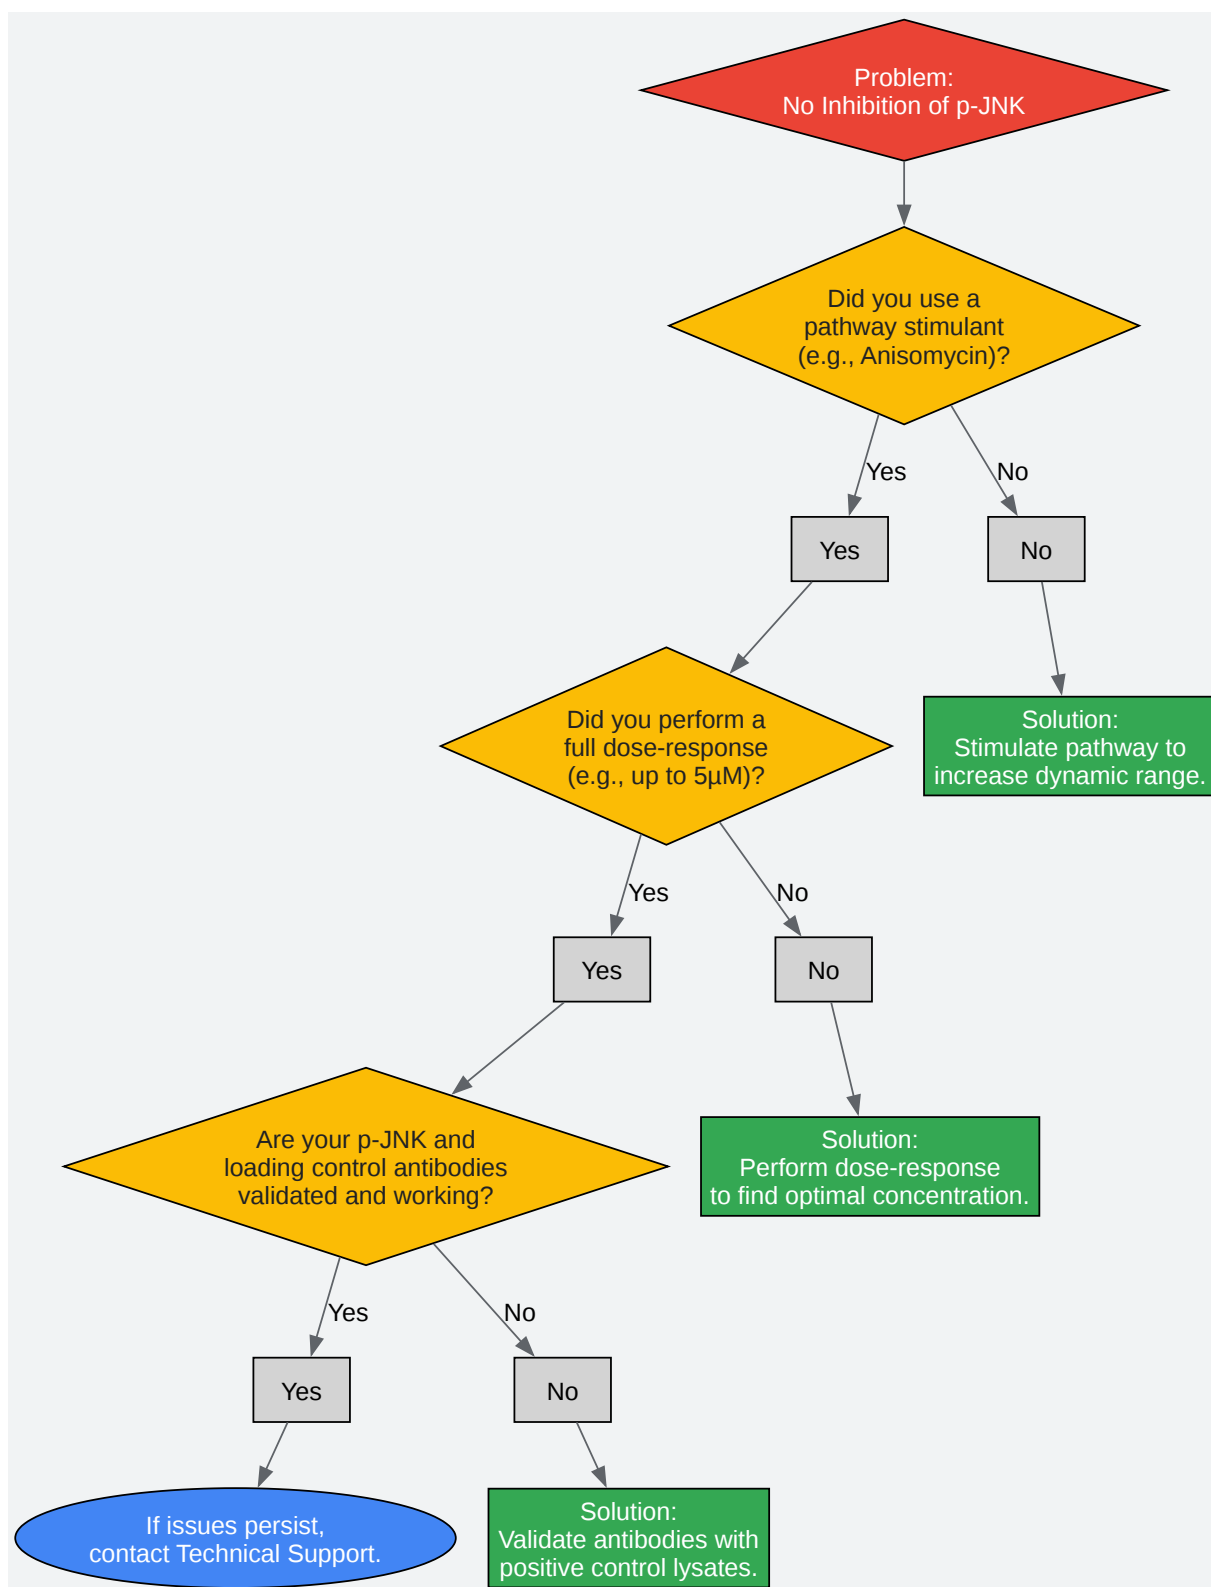 Problem:
No Inhibition of p-JNK
Did you use a
pathway stimulant
(e.g., Anisomycin)?
Yes
No
Yes
No
Did you perform a
full dose-response
(e.g., up to 5µM)?
Solution:
Stimulate pathway to
increase dynamic range.
Yes
No
Yes
No
Are your p-JNK and
loading control antibodies
validated and working?
Solution:
Perform dose-response
to find optimal concentration.
Yes
No
Yes
No
If issues persist,
contact Technical Support.
Solution:
Validate antibodies with
positive control lysates.